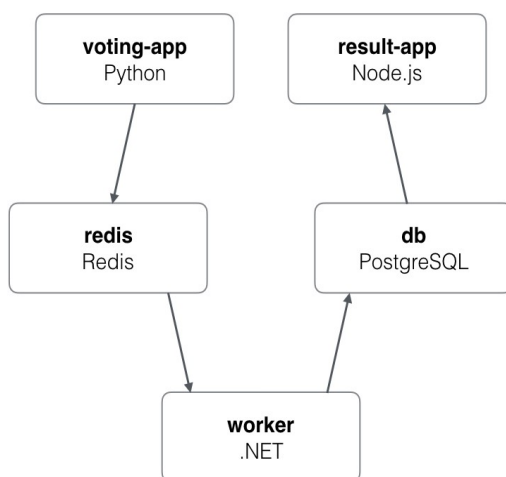 voting-app
Python
result-app
Node.js
redis
Redis
db
PostgreSQL
worker
.NET